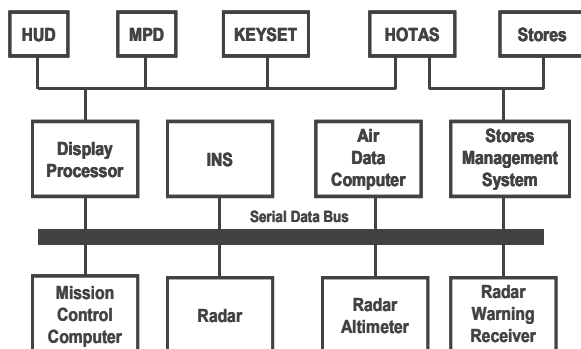 HUD
MPD
KEYSET
HOTAS
Stores
Display
Processor
INS
Air
Data
Computer
Stores
Management
System
Serial Data Bus
Mission
Control
Computer
Radar
Radar
Altimeter
Radar
Warning
Receiver